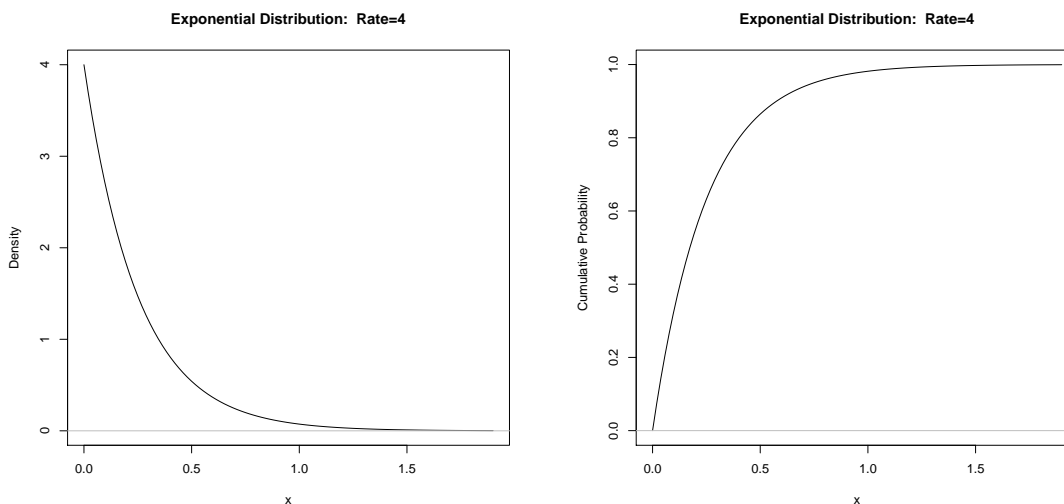 Exponential Distribution:  Rate=4
Density
4
3
2
1
0
0.0 0.5 1.0 1.5
x
Exponential Distribution:  Rate=4
Cumulative Probability
1.0
0.8
0.6
0.4
0.2
0.0
0.0 0.5 1.0 1.5
x